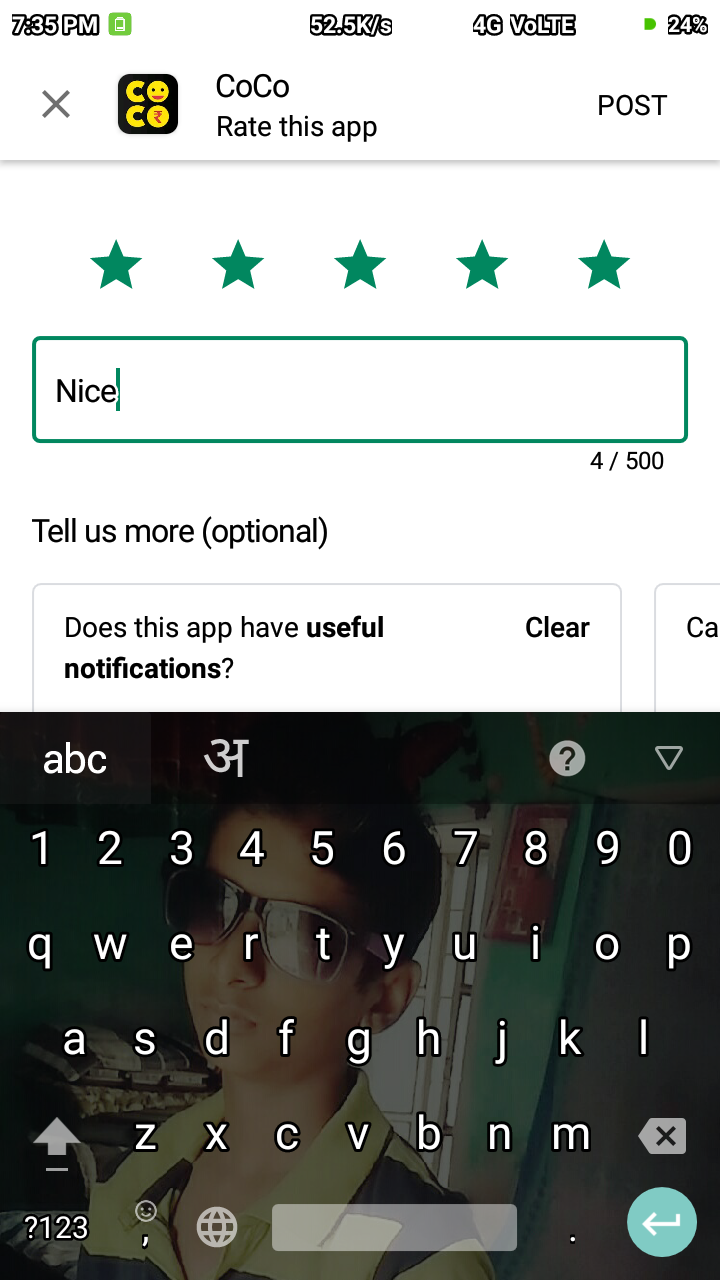 7:35 PM 52.5K/s 4G VoLTE 24%
CoCo
COCO₹
Rate this app
POST
Nice
4 / 500
Tell us more (optional)
Does this app have useful Clear
notifications?
Ca
abc अ ?
1 2 3 4 5 6 7 8 9 0
q w e r t y u i o p
a s d f g h j k l
z x c v b n m
?123 , .